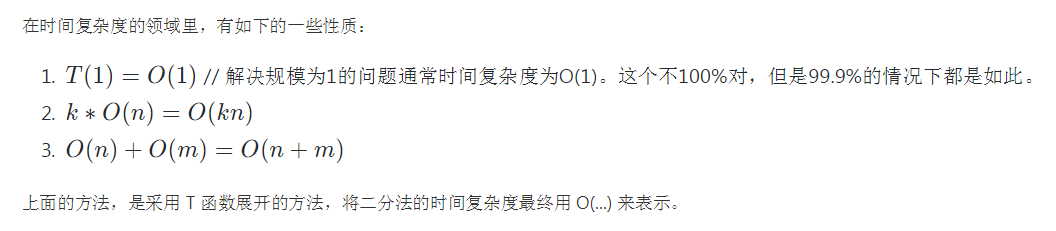 在时间复杂度的领域里，有如下的一些性质：
1. T(1) = O(1) // 解决规模为1的问题通常时间复杂度为O(1)。这个不100%对，但是99.9%的情况下都是如此。
2. k * O(n) = O(kn)
3. O(n) + O(m) = O(n + m)
上面的方法，是采用 T 函数展开的方法，将二分法的时间复杂度最终用 O(...) 来表示。